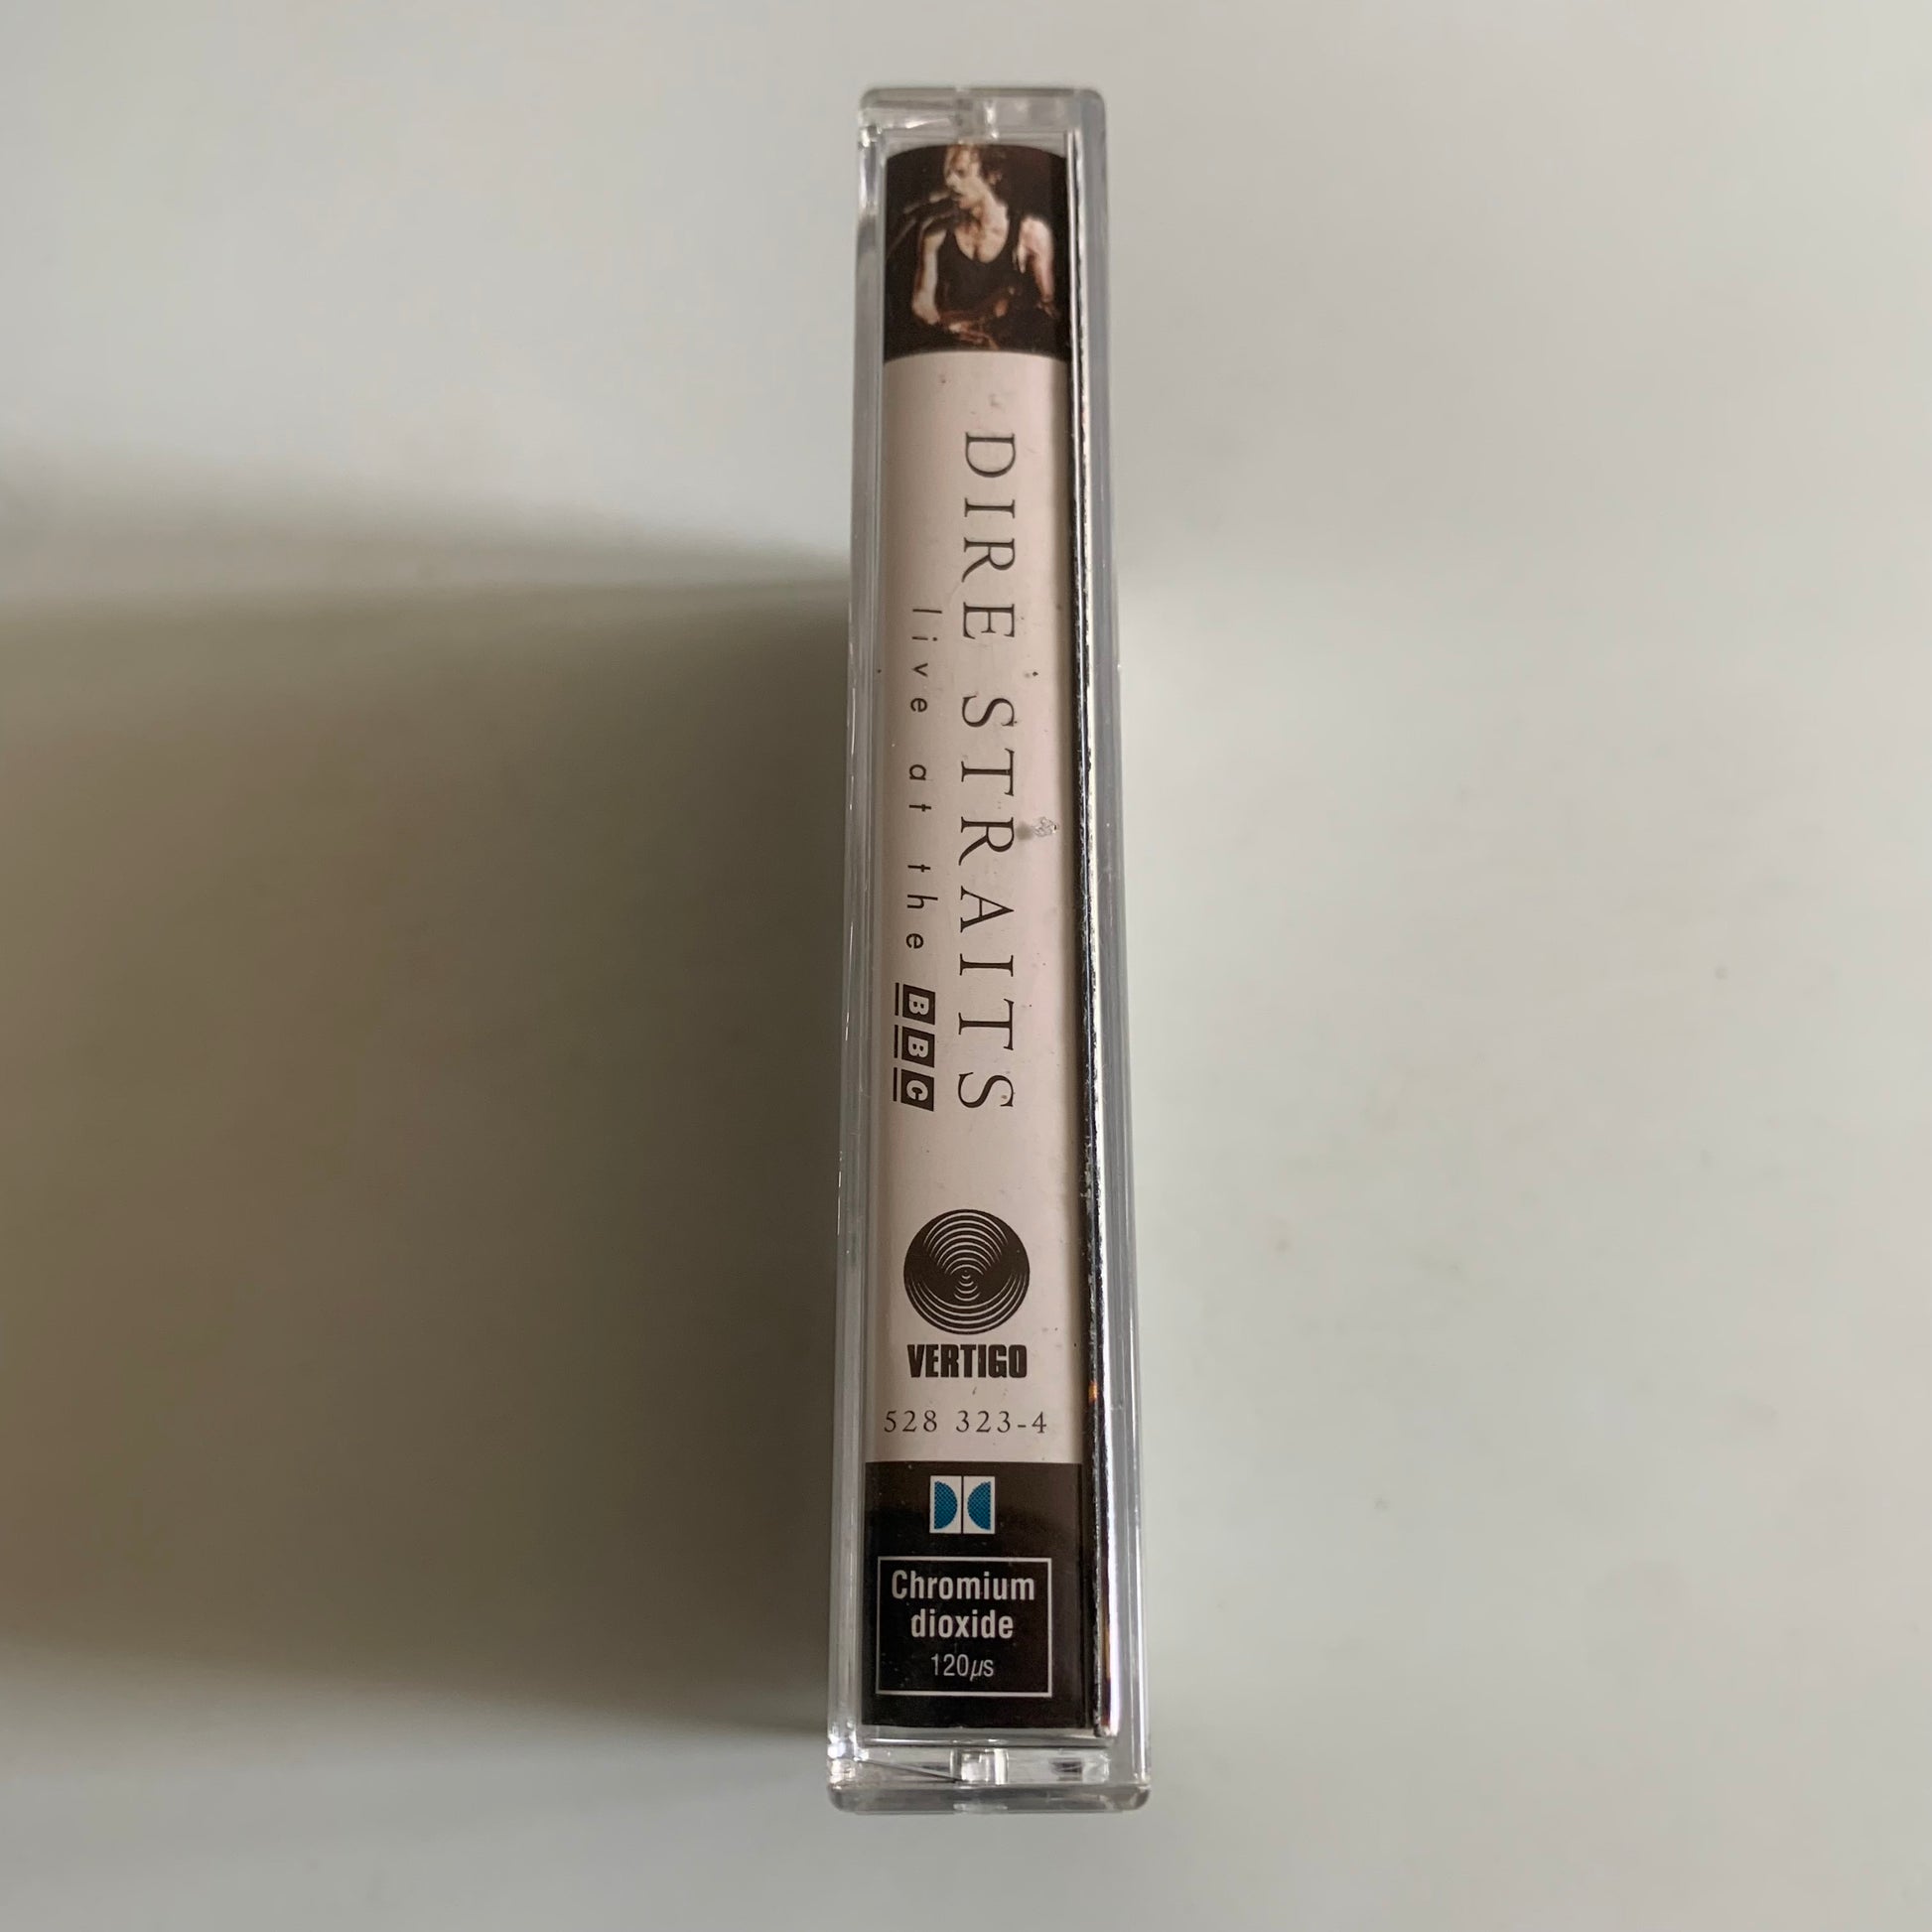 DIRE STRAITS
live at the BBC
VERTIGO
528 323-4
Chromium
dioxide
120µs